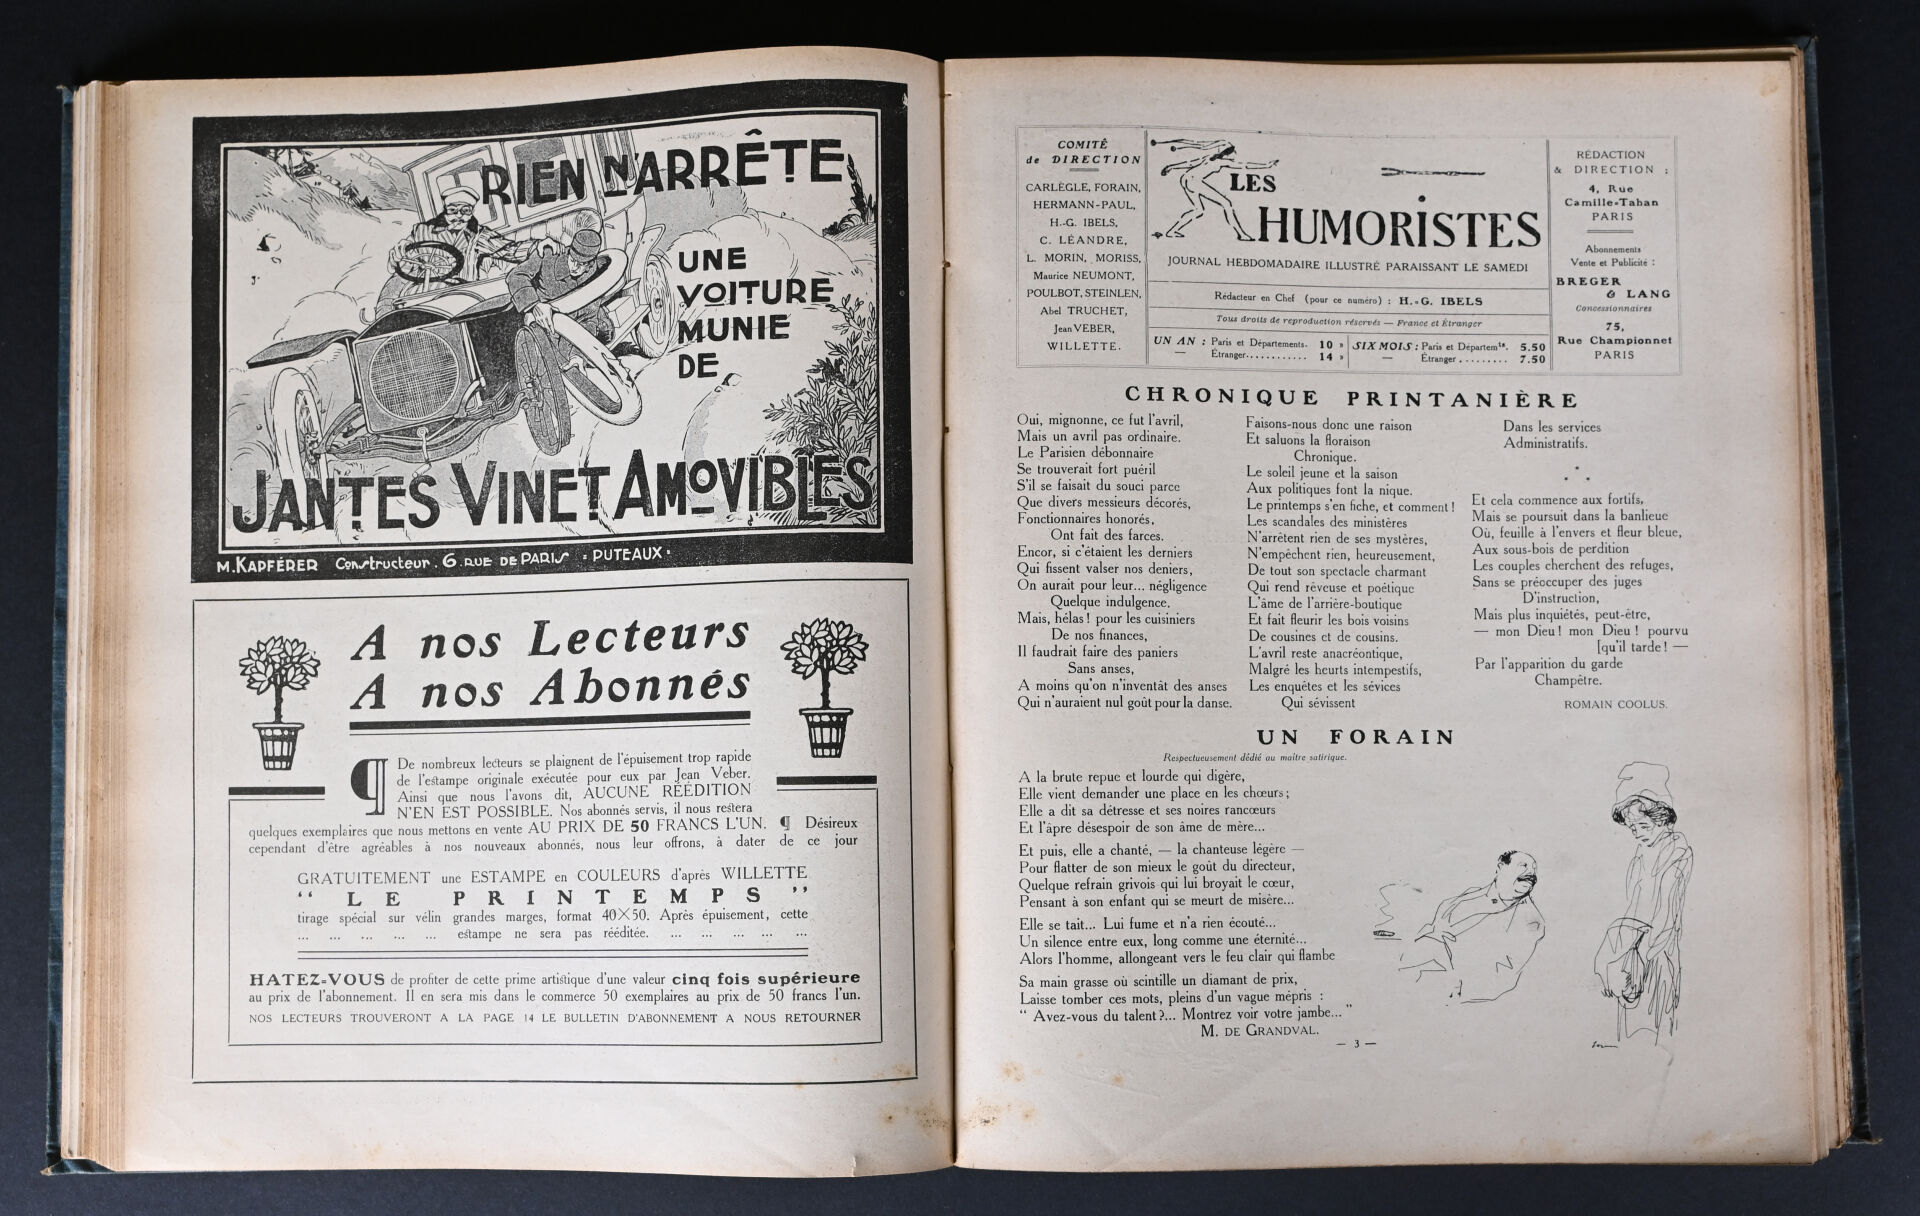 RIEN N'ARRÊTE
UNE
VOITURE
MUNIE
DE
JANTES VINET AMOVIBLES
M. KAPFÉRER Constructeur. 6 RUE DE PARIS - PUTEAUX -
A nos Lecteurs
A nos Abonnés
¶ De nombreux lecteurs se plaignent de l'épuisement trop rapide
de l'estampe originale exécutée pour eux par Jean Veber.
Ainsi que nous l'avons dit, AUCUNE RÉÉDITION
N'EN EST POSSIBLE. Nos abonnés servis, il nous restera
quelques exemplaires que nous mettons en vente AU PRIX DE 50 FRANCS L'UN. ¶ Désireux
cependant d'être agréables à nos nouveaux abonnés, nous leur offrons, à dater de ce jour
GRATUITEMENT une ESTAMPE en COULEURS d'après WILLETTE
“ LE PRINTEMPS ”
tirage spécial sur vélin grandes marges, format 40×50. Après épuisement, cette
... ... ... ... ... estampe ne sera pas rééditée. ... ... ... ... ...
HATEZ=VOUS de profiter de cette prime artistique d'une valeur cinq fois supérieure
au prix de l'abonnement. Il en sera mis dans le commerce 50 exemplaires au prix de 50 francs l'un.
NOS LECTEURS TROUVERONT A LA PAGE 14 LE BULLETIN D'ABONNEMENT A NOUS RETOURNER
COMITÉ
de DIRECTION
CARLÈGLE, FORAIN,
HERMANN-PAUL,
H.-G. IBELS,
C. LÉANDRE,
L. MORIN, MORISS,
Maurice NEUMONT,
POULBOT, STEINLEN,
Abel TRUCHET,
Jean VEBER,
WILLETTE.
LES
HUMORISTES
JOURNAL HEBDOMADAIRE ILLUSTRÉ PARAISSANT LE SAMEDI
Rédacteur en Chef (pour ce numéro) : H.=G. IBELS
Tous droits de reproduction réservés — France et Étranger
UN AN : Paris et Départements. 10 »
— Étranger............ 14 »
SIX MOIS : Paris et Départemts. 5.50
— Étranger ......... 7.50
RÉDACTION
& DIRECTION :
4, Rue
Camille=Tahan
PARIS
Abonnements
Vente et Publicité :
BREGER
& LANG
Concessionnaires
75,
Rue Championnet
PARIS
CHRONIQUE PRINTANIÈRE
Oui, mignonne, ce fut l'avril,
Mais un avril pas ordinaire.
Le Parisien débonnaire
Se trouverait fort puéril
S'il se faisait du souci parce
Que divers messieurs décorés,
Fonctionnaires honorés,
Ont fait des farces.
Encor, si c'étaient les derniers
Qui fissent valser nos deniers,
On aurait pour leur... négligence
Quelque indulgence.
Mais, hélas ! pour les cuisiniers
De nos finances,
Il faudrait faire des paniers
Sans anses,
A moins qu'on n'inventât des anses
Qui n'auraient nul goût pour la danse.
Faisons-nous donc une raison
Et saluons la floraison
Chronique.
Le soleil jeune et la saison
Aux politiques font la nique.
Le printemps s'en fiche, et comment !
Les scandales des ministères
N'arrêtent rien de ses mystères,
N'empêchent rien, heureusement,
De tout son spectacle charmant
Qui rend rêveuse et poétique
L'âme de l'arrière-boutique
Et fait fleurir les bois voisins
De cousines et de cousins.
L'avril reste anacréontique,
Malgré les heurts intempestifs,
Les enquêtes et les sévices
Qui sévissent
Dans les services
Administratifs.
* * *
Et cela commence aux fortifs,
Mais se poursuit dans la banlieue
Où, feuille à l'envers et fleur bleue,
Aux sous-bois de perdition
Les couples cherchent des refuges,
Sans se préoccuper des juges
D'instruction,
Mais plus inquiétés, peut-être,
— mon Dieu ! mon Dieu ! pourvu
[qu'il tarde ! —
Par l'apparition du garde
Champêtre.
ROMAIN COOLUS.
UN FORAIN
Respectueusement dédié au maître satirique.
A la brute repue et lourde qui digère,
Elle vient demander une place en les chœurs ;
Elle a dit sa détresse et ses noires rancœurs
Et l'âpre désespoir de son âme de mère...
Et puis, elle a chanté, — la chanteuse légère —
Pour flatter de son mieux le goût du directeur,
Quelque refrain grivois qui lui broyait le cœur,
Pensant à son enfant qui se meurt de misère...
Elle se tait... Lui fume et n'a rien écouté...
Un silence entre eux, long comme une éternité...
Alors l'homme, allongeant vers le feu clair qui flambe
Sa main grasse où scintille un diamant de prix,
Laisse tomber ces mots, pleins d'un vague mépris :
“ Avez-vous du talent ?... Montrez voir votre jambe... ”
M. DE GRANDVAL.
— 3 —